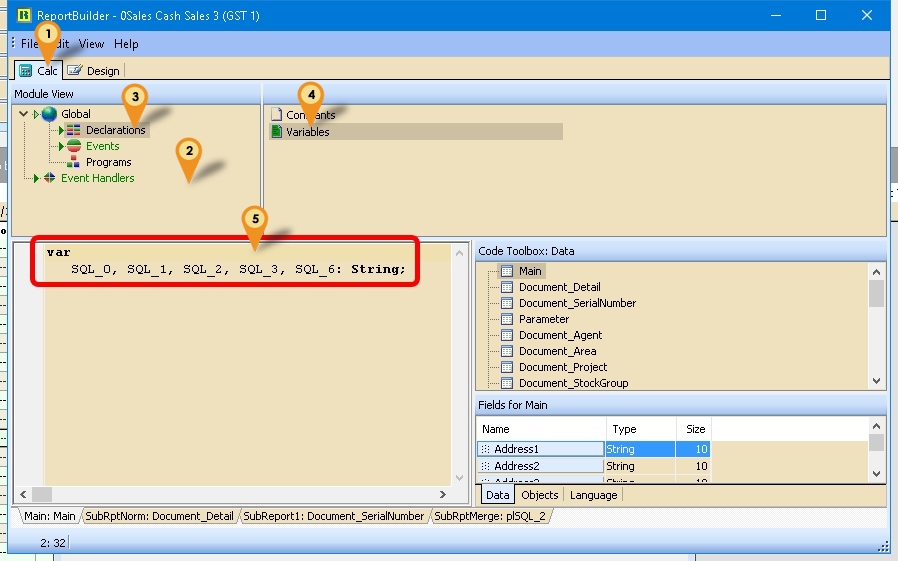 ReportBuilder - 0Sales Cash Sales 3 (GST 1)
1
File Edit View Help
Calc Design
Module View
3
4
Global
Constants
Declarations
Variables
Events
2
Programs
Event Handlers
5
var
SQL_0, SQL_1, SQL_2, SQL_3, SQL_6: String;
Code Toolbox: Data
Main
Document_Detail
Document_SerialNumber
Parameter
Document_Agent
Document_Area
Document_Project
Document_StockGroup
Fields for Main
Name Type Size
Address1 String 10
Address2 String 10
Data Objects Language
Main: Main SubRptNorm: Document_Detail SubReport1: Document_SerialNumber SubRptMerge: plSQL_2
2: 32